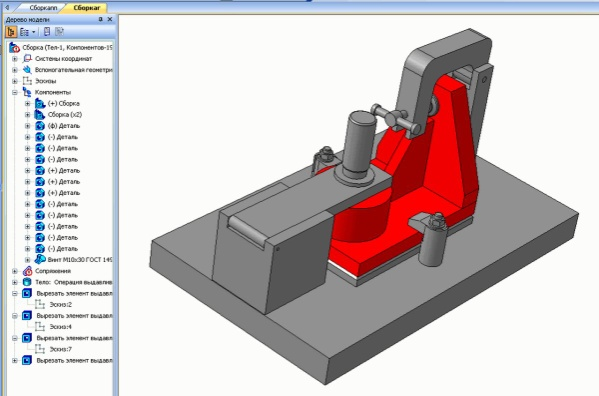 Сборкапп Сборкаг
Дерево модели
Сборка (Тел-1, Компонентов-15
Системы координат
Вспомогательная геометри
Эскизы
Компоненты
(+) Сборка
Сборка (x2)
(ф) Деталь
(-) Деталь
(-) Деталь
(-) Деталь
(+) Деталь
(+) Деталь
(+) Деталь
(-) Деталь
(-) Деталь
(-) Деталь
(-) Деталь
(-) Деталь
Винт М10х30 ГОСТ 149
Сопряжения
Тело: Операция выдавлив
Вырезать элемент выдавл
Эскиз:2
Вырезать элемент выдавл
Эскиз:4
Вырезать элемент выдавл
Эскиз:7
Вырезать элемент выдавл